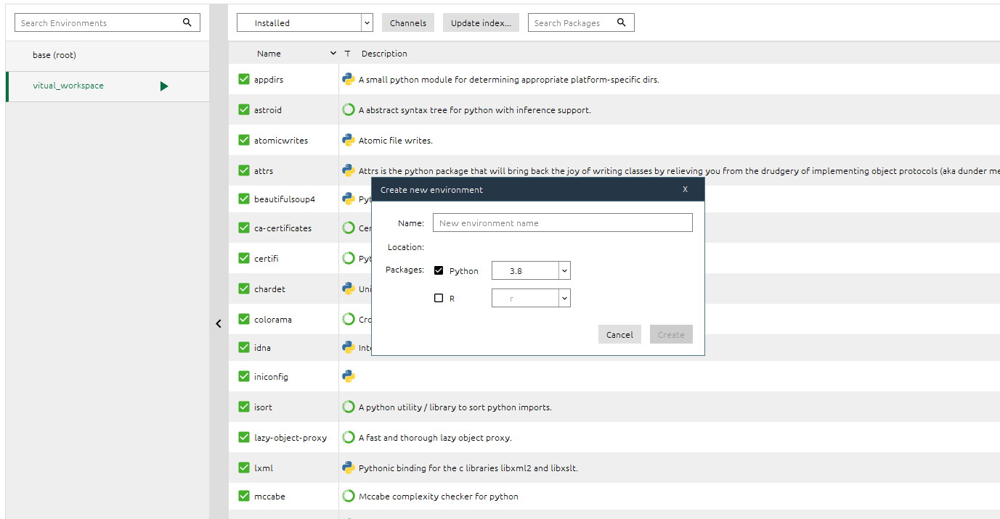 Search Environments
Installed
Channels
Update index...
Search Packages
base (root)
vitual_workspace
Name T Description
appdirs A small python module for determining appropriate platform-specific dirs.
astroid A abstract syntax tree for python with inference support.
atomicwrites Atomic file writes.
attrs Attrs is the python package that will bring back the joy of writing classes by relieving you from the drudgery of implementing object protocols (aka dunder me
beautifulsoup4 Pyt
ca-certificates Cer
certifi Pyt
chardet Uni
colorama Cro
idna Inte
iniconfig
isort A python utility / library to sort python imports.
lazy-object-proxy A fast and thorough lazy object proxy.
lxml Pythonic binding for the c libraries libxml2 and libxslt.
mccabe Mccabe complexity checker for python
Create new environment X
Name: New environment name
Location:
Packages: Python 3.8
R r
Cancel Create